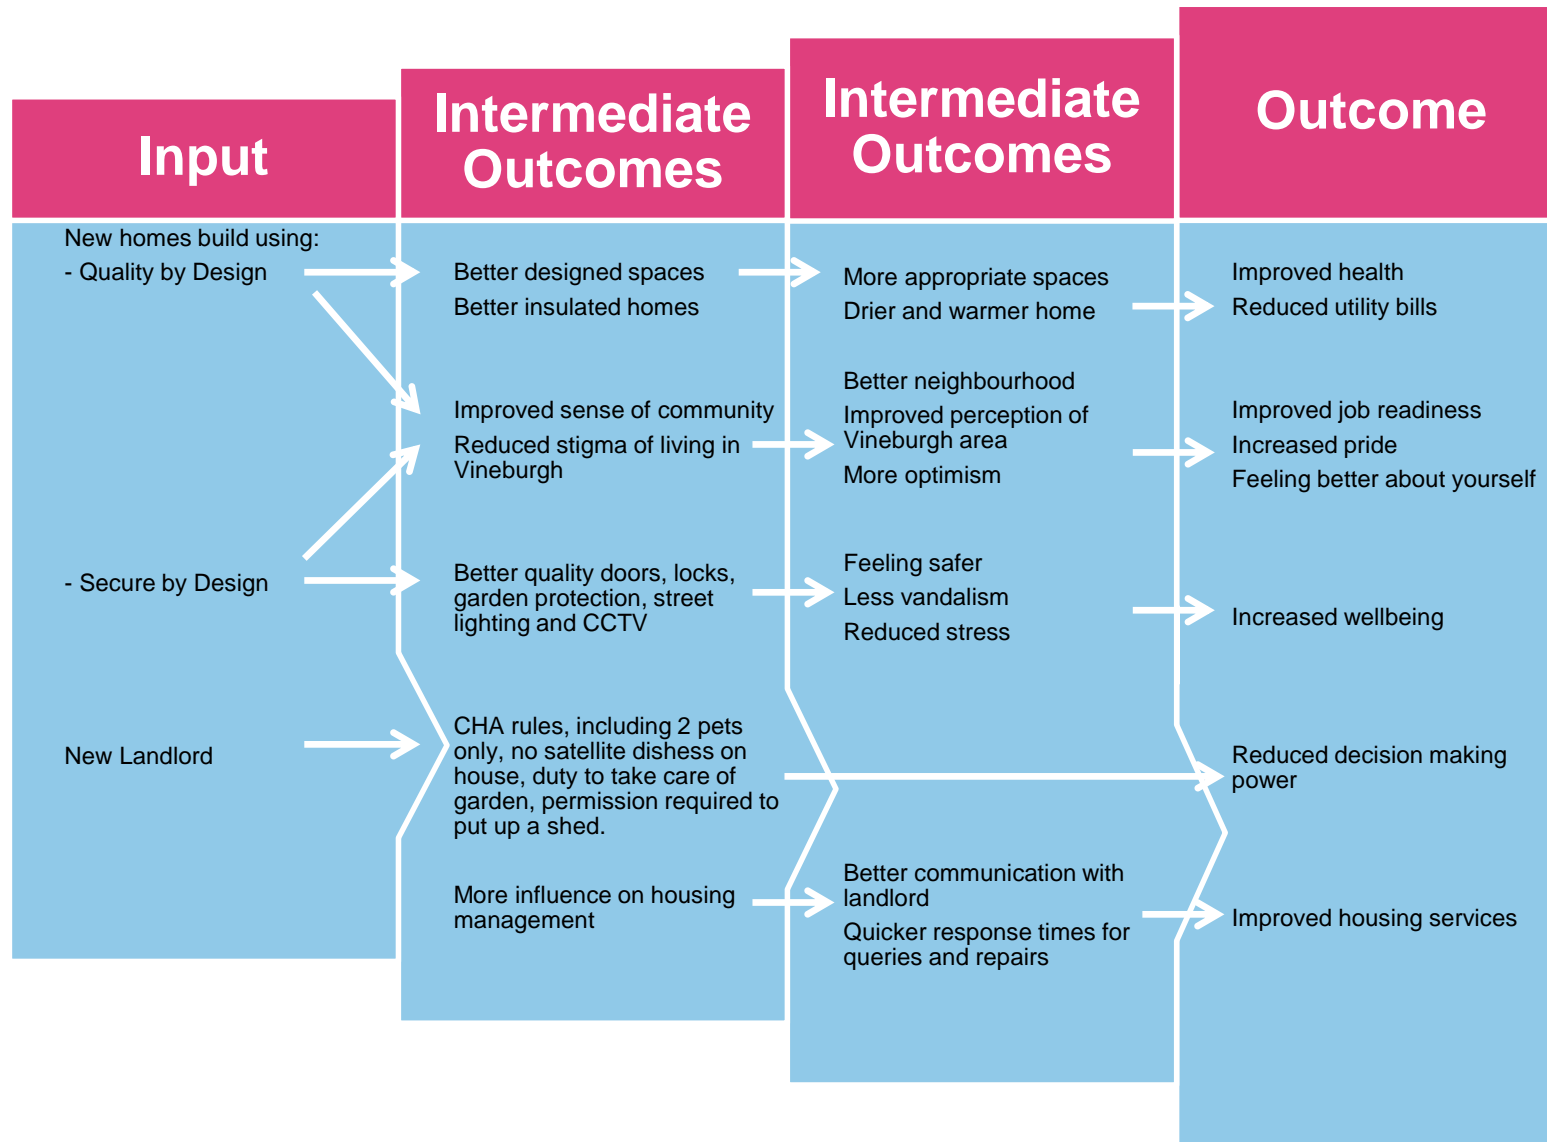 Input
Intermediate
Outcomes
Intermediate
Outcomes
Outcome
New homes build using:
- Quality by Design
- Secure by Design
New Landlord
Better designed spaces
Better insulated homes
Improved sense of community
Reduced stigma of living in
Vineburgh
Better quality doors, locks,
garden protection, street
lighting and CCTV
CHA rules, including 2 pets
only, no satellite dishess on
house, duty to take care of
garden, permission required to
put up a shed.
More influence on housing
management
More appropriate spaces
Drier and warmer home
Better neighbourhood
Improved perception of
Vineburgh area
More optimism
Feeling safer
Less vandalism
Reduced stress
Better communication with
landlord
Quicker response times for
queries and repairs
Improved health
Reduced utility bills
Improved job readiness
Increased pride
Feeling better about yourself
Increased wellbeing
Reduced decision making
power
Improved housing services